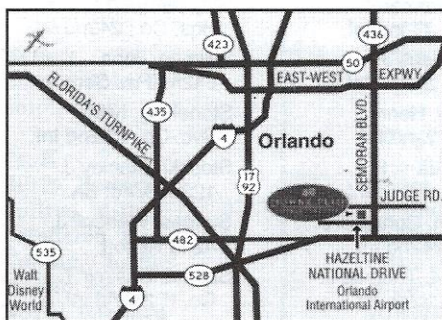 436
423
50
EAST-WEST
EXPWY
FLORIDA'S TURNPIKE
435
SEMORAN BLVD.
4
Orlando
17
92
JUDGE RD.
482
535
HAZELTINE
NATIONAL DRIVE
528
Walt
Disney
World
Orlando
International Airport
4